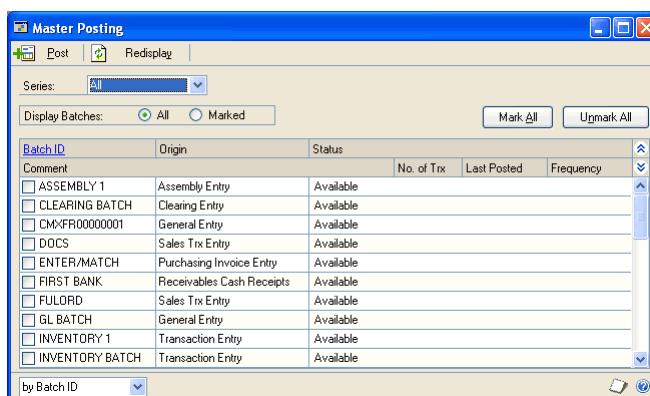 Master Posting
Post Redisplay
Series: All
Display Batches: All Marked Mark All Unmark All
Batch ID Origin Status
Comment No. of Trx Last Posted Frequency
ASSEMBLY 1 Assembly Entry Available
CLEARING BATCH Clearing Entry Available
CMXFR00000001 General Entry Available
DOCS Sales Trx Entry Available
ENTER/MATCH Purchasing Invoice Entry Available
FIRST BANK Receivables Cash Receipts Available
FULORD Sales Trx Entry Available
GL BATCH General Entry Available
INVENTORY 1 Transaction Entry Available
INVENTORY BATCH Transaction Entry Available
by Batch ID